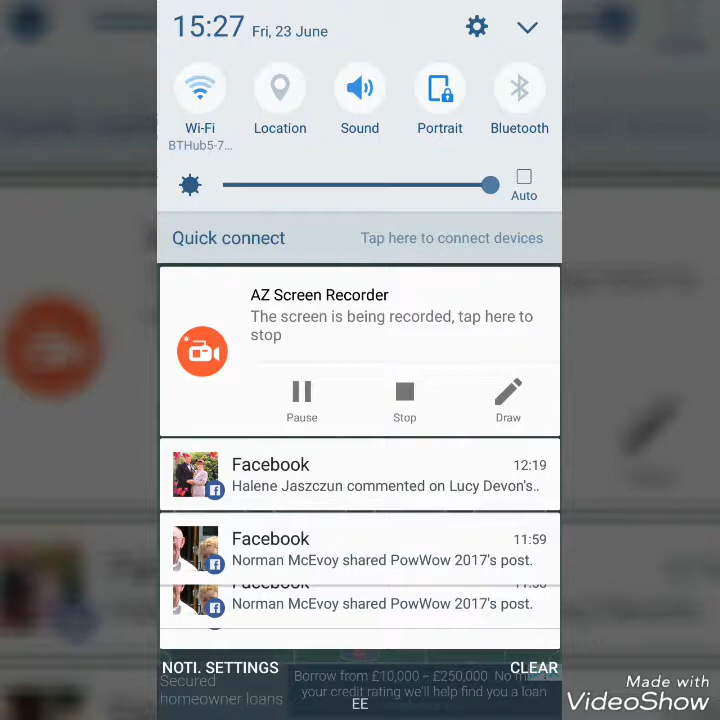 15:27 Fri, 23 June
Wi-Fi Location Sound Portrait Bluetooth
BTHub5-7...
Auto
Quick connect Tap here to connect devices
AZ Screen Recorder
The screen is being recorded, tap here to
stop
Pause Stop Draw
Facebook 12:19
Halene Jaszczun commented on Lucy Devon's..
Facebook 11:59
Norman McEvoy shared PowWow 2017's post.
Facebook
Norman McEvoy shared PowWow 2017's post.
NOTI. SETTINGS CLEAR
Secured
homeowner loans
Borrow from £10,000 – £250,000. No
your credit rating we'll help find you a loan
EE
Made with
VideoShow